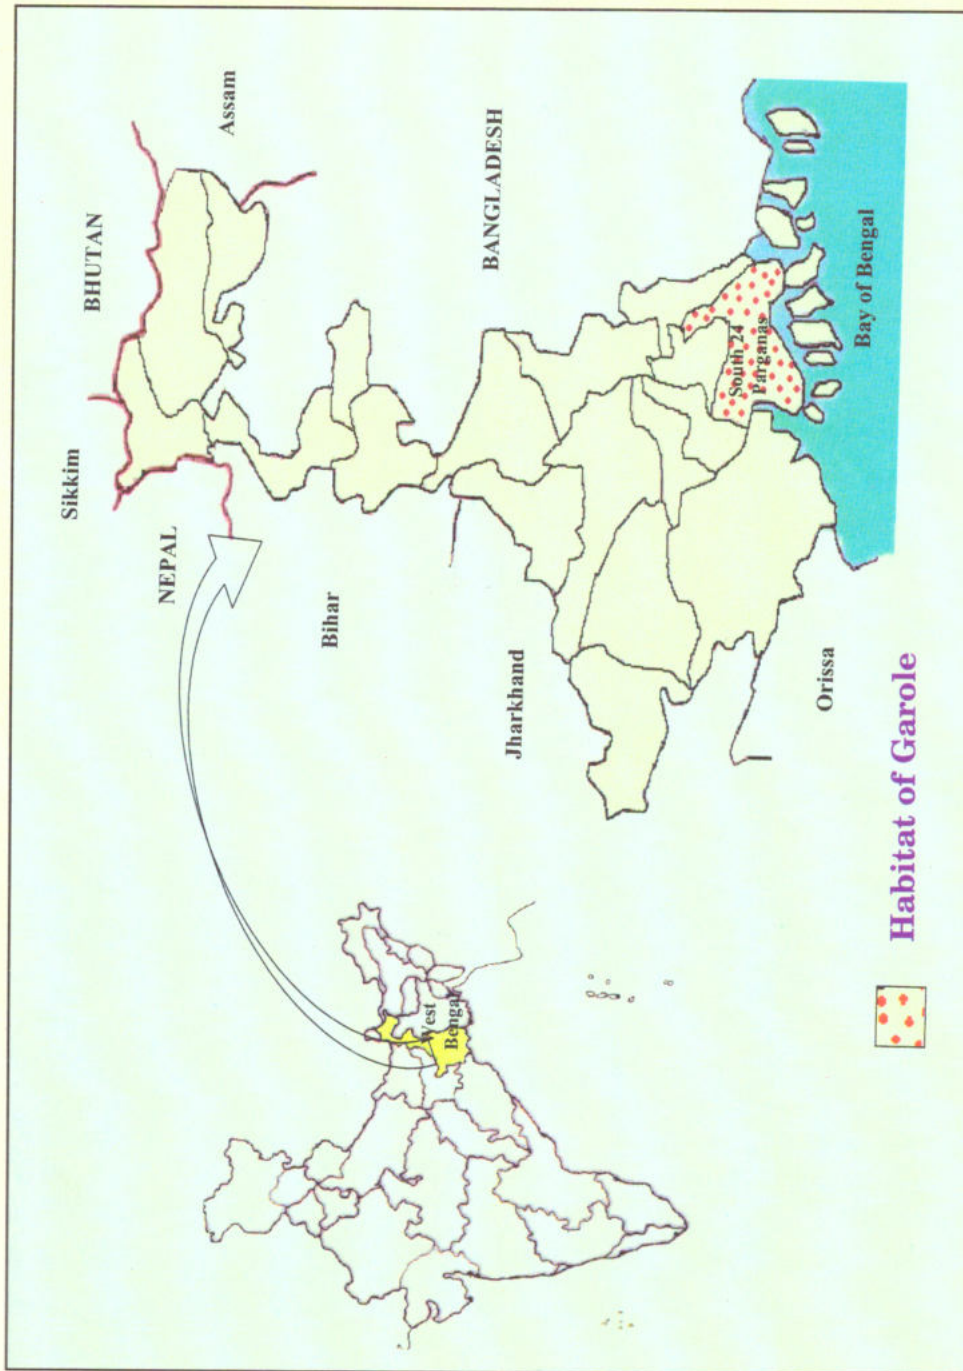 Sikkim
BHUTAN
Assam
NEPAL
Bihar
BANGLADESH
Jharkhand
West
Bengal
South 24
Parganas
Orissa
Bay of Bengal
Habitat of Garole